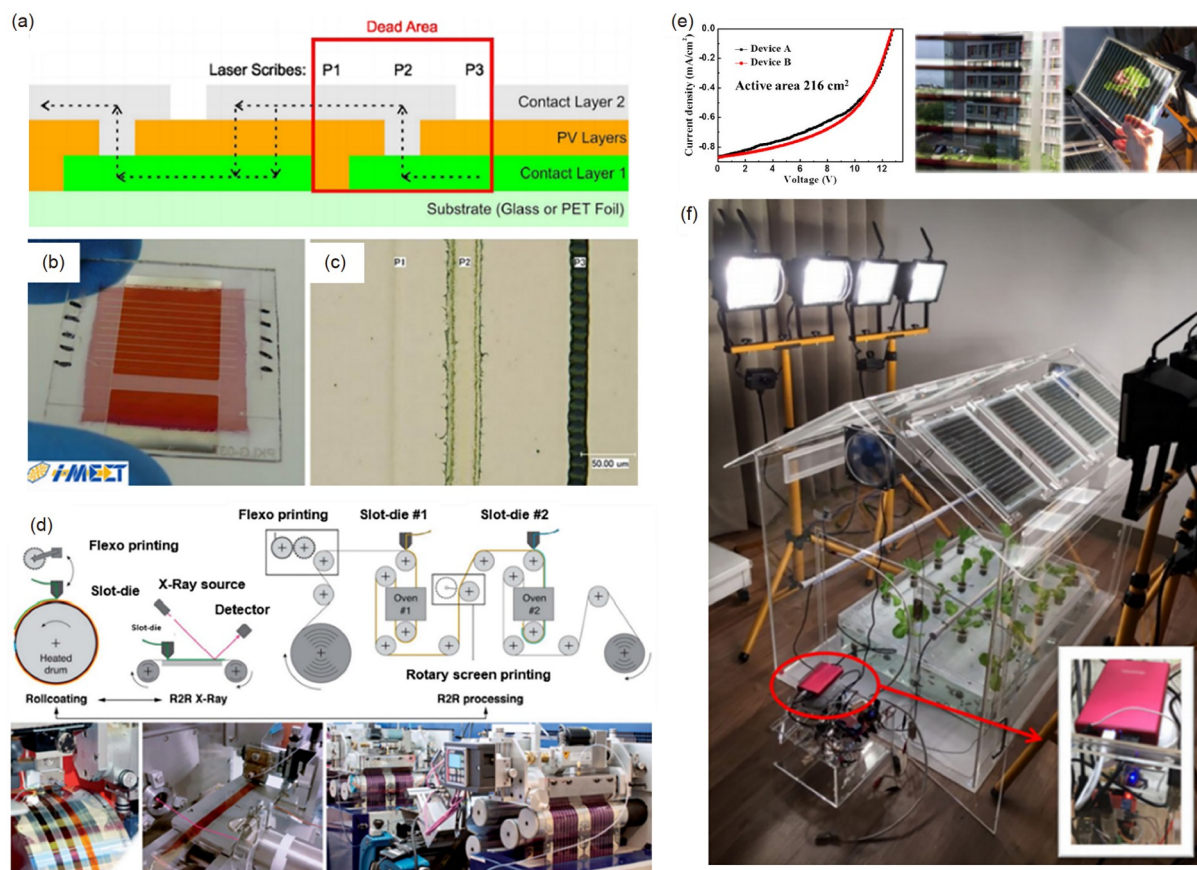 (a)
Dead Area
Laser Scribes: P1 P2 P3
Contact Layer 2
PV Layers
Contact Layer 1
Substrate (Glass or PET Foil)
(b)
i-MEET
(c)
P1 P2 P3
50.00 um
(d)
Flexo printing
Slot-die
X-Ray source
Detector
Slot-die
Heated
drum
Rollcoating
R2R X-Ray
Flexo printing
Slot-die #1
Slot-die #2
Oven
#1
Oven
#2
Rotary screen printing
R2R processing
(e)
Current density (mA/cm²)
0.0
-0.2
-0.4
-0.6
-0.8
Device A
Device B
Active area 216 cm²
0 2 4 6 8 10 12
Voltage (V)
(f)